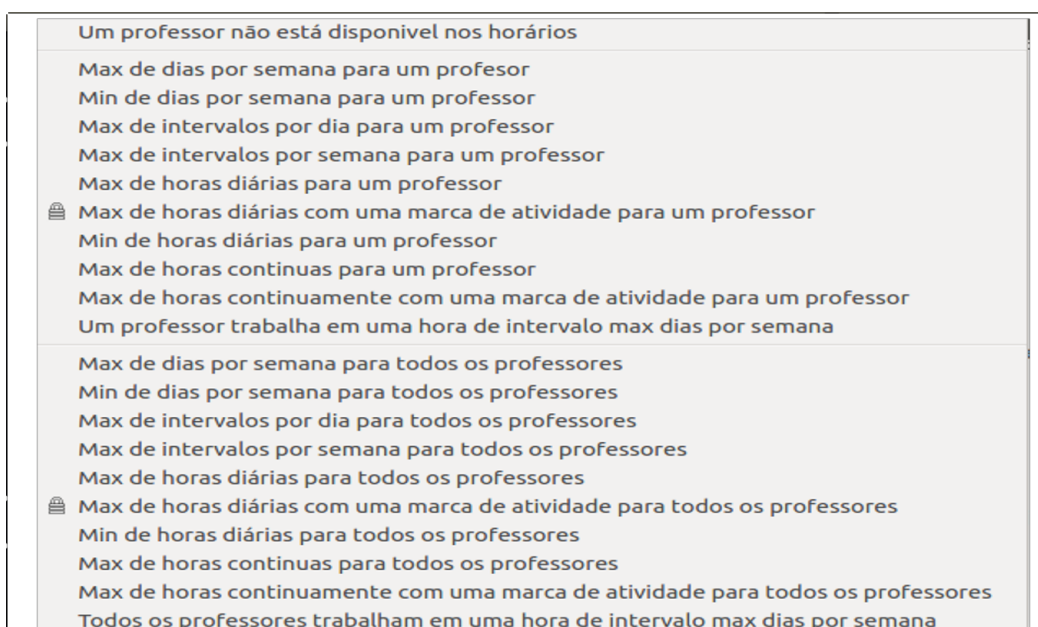 Um professor não está disponivel nos horários
Max de dias por semana para um profesor
Min de dias por semana para um professor
Max de intervalos por dia para um professor
Max de intervalos por semana para um professor
Max de horas diárias para um professor
Max de horas diárias com uma marca de atividade para um professor
Min de horas diárias para um professor
Max de horas continuas para um professor
Max de horas continuamente com uma marca de atividade para um professor
Um professor trabalha em uma hora de intervalo max dias por semana
Max de dias por semana para todos os professores
Min de dias por semana para todos os professores
Max de intervalos por dia para todos os professores
Max de intervalos por semana para todos os professores
Max de horas diárias para todos os professores
Max de horas diárias com uma marca de atividade para todos os professores
Min de horas diárias para todos os professores
Max de horas continuas para todos os professores
Max de horas continuamente com uma marca de atividade para todos os professores
Todos os professores trabalham em uma hora de intervalo max dias por semana